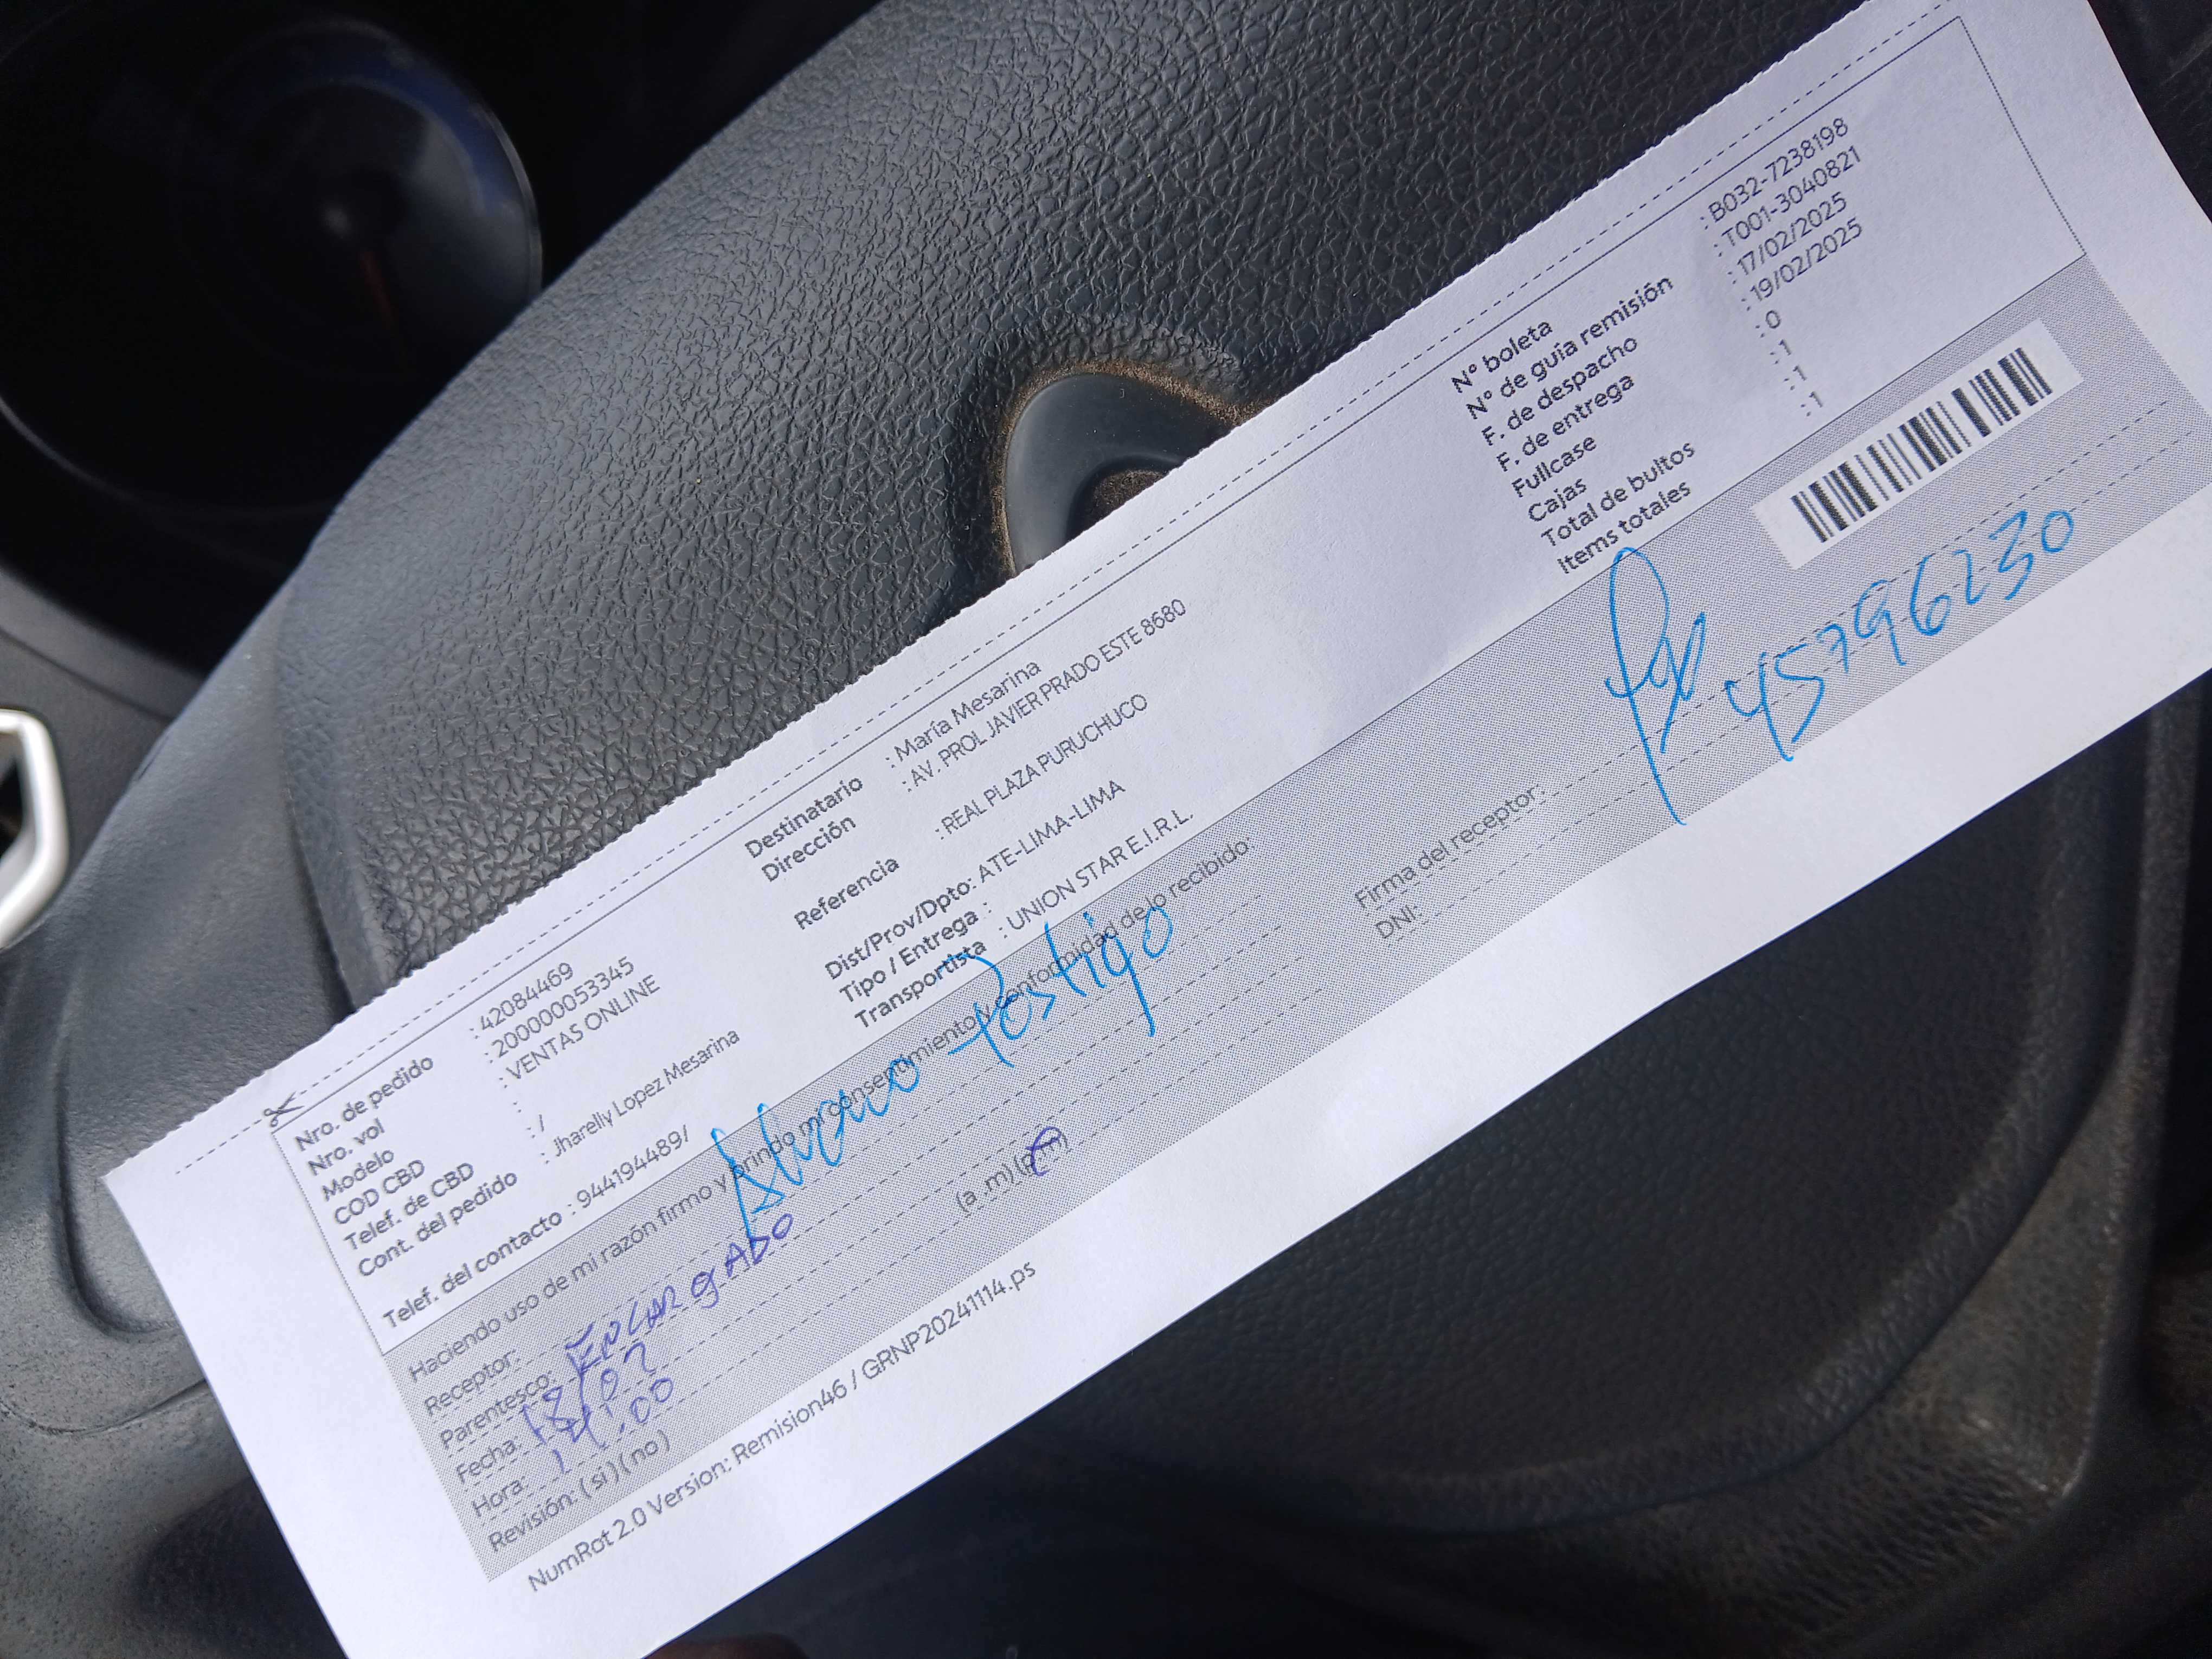 Nro. de pedido : 42084469
Nro. vol : 200000053345
Modelo : VENTAS ONLINE
COD CBD :
Telef. de CBD : /
Cont. del pedido : Jharelly Lopez Mesarina
Telef. del contacto : 944194489/
Destinatario : María Mesarina
Dirección : AV. PROL JAVIER PRADO ESTE 8680
Referencia : REAL PLAZA PURUCHUCO
Dist/Prov/Dpto: ATE-LIMA-LIMA
Tipo / Entrega :
Transportista : UNION STAR E.I.R.L.
N° boleta : B032-7238198
N° de guía remisión : T001-3040821
F. de despacho : 17/02/2025
F. de entrega : 19/02/2025
Fullcase : 0
Cajas : 1
Total de bultos : 1
Items totales : 1
Haciendo uso de mi razón firmo y brindo mi consentimiento y conformidad de lo recibido:
Receptor: Alvaro Postigo
Parentesco: ENCARgADO
Fecha: 18/02
Hora: 14:00 (a .m) (p.m)
Revisión: ( si ) ( no )
Firma del receptor:
DNI: 45796230
NumRot 2.0 Version: Remision46 / GRNP20241114.ps